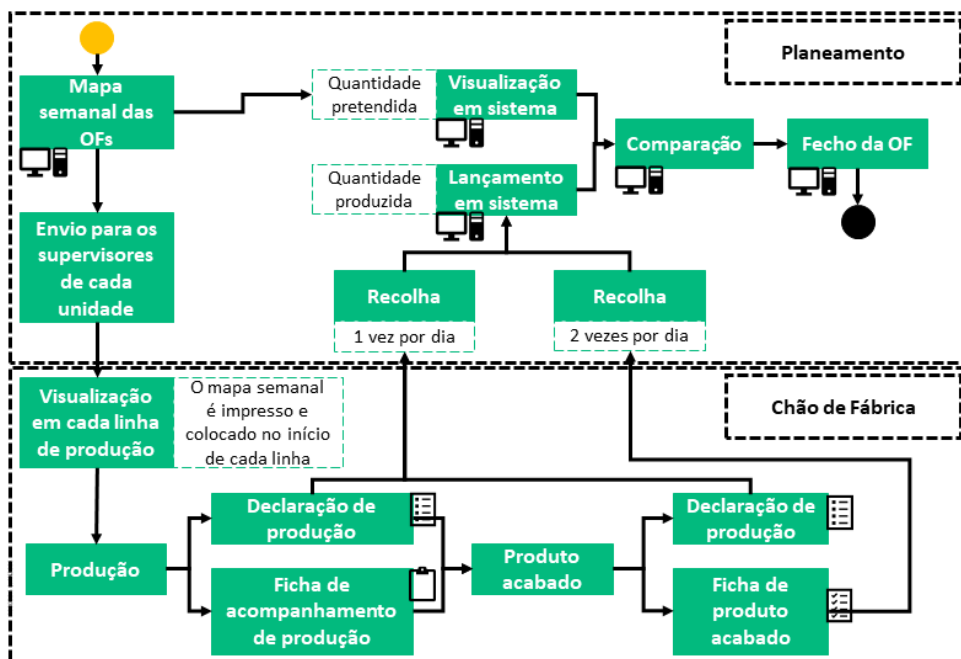 Planeamento
Mapa
semanal das
OFs
Quantidade
pretendida
Visualização
em sistema
Comparação
Fecho da OF
Quantidade
produzida
Lançamento
em sistema
Envio para os
supervisores
de cada
unidade
Recolha
1 vez por dia
Recolha
2 vezes por dia
Chão de Fábrica
Visualização
em cada linha
de produção
O mapa semanal
é impresso e
colocado no início
de cada linha
Produção
Declaração de
produção
Ficha de
acompanhamento
de produção
Produto
acabado
Declaração de
produção
Ficha de
produto
acabado